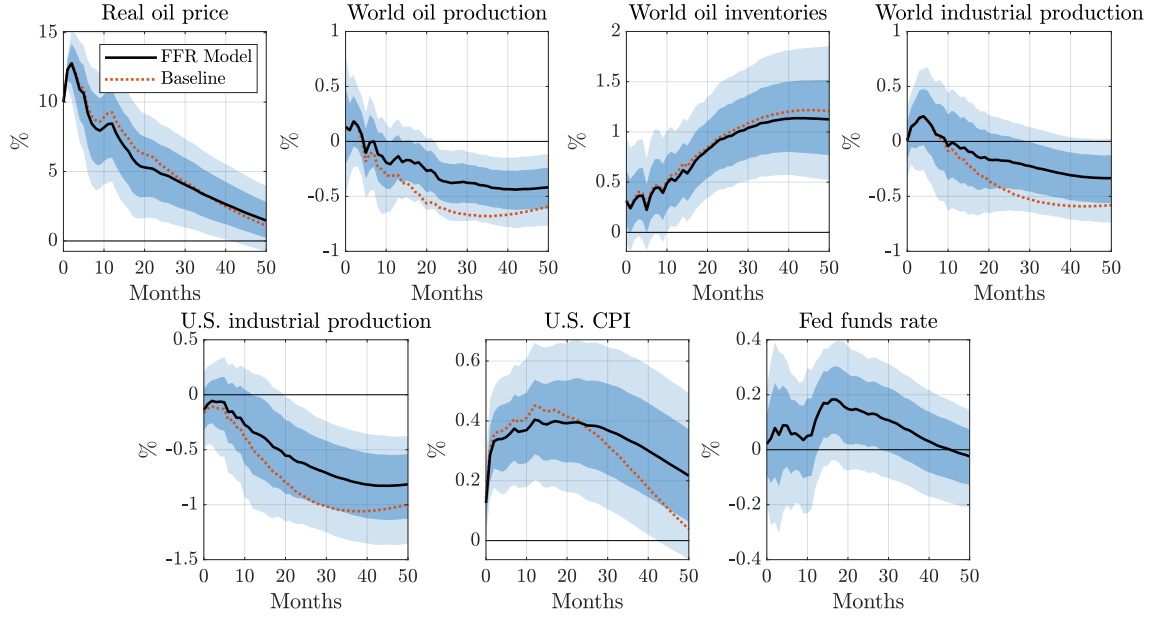 Real oil price
World oil production
World oil inventories
World industrial production
15
10
5
0
%
FFR Model
Baseline
0 10 20 30 40 50
Months
1
0.5
0
-0.5
-1
%
0 10 20 30 40 50
Months
2
1.5
1
0.5
0
%
0 10 20 30 40 50
Months
1
0.5
0
-0.5
-1
%
0 10 20 30 40 50
Months
U.S. industrial production
U.S. CPI
Fed funds rate
0.5
0
-0.5
-1
-1.5
%
0 10 20 30 40 50
Months
0.6
0.4
0.2
0
%
0 10 20 30 40 50
Months
0.4
0.2
0
-0.2
-0.4
%
0 10 20 30 40 50
Months